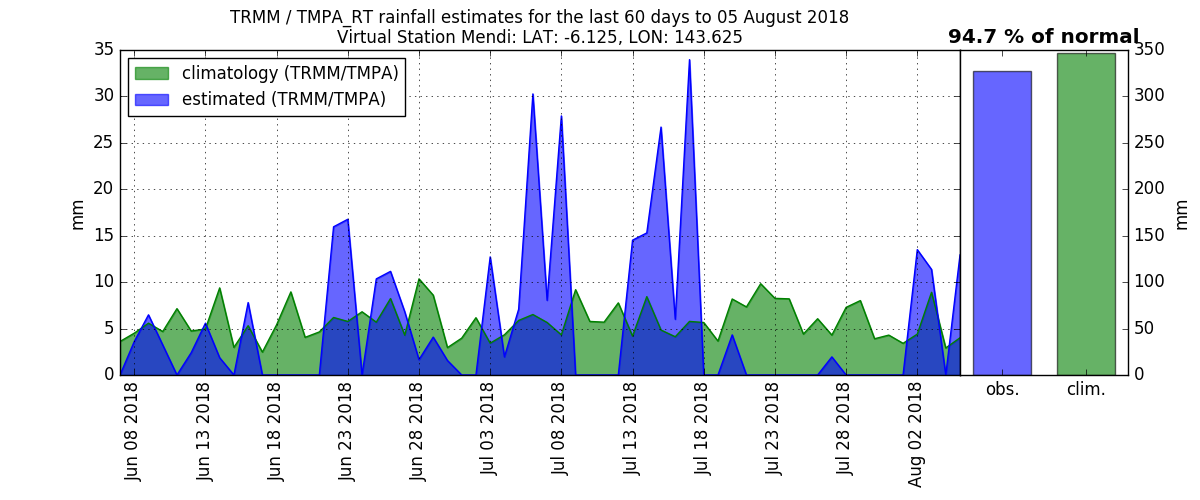 TRMM / TMPA_RT rainfall estimates for the last 60 days to 05 August 2018
Virtual Station Mendi: LAT: -6.125, LON: 143.625
94.7 % of normal
climatology (TRMM/TMPA)
estimated (TRMM/TMPA)
35
30
25
20
15
10
5
0
mm
Jun 08 2018
Jun 13 2018
Jun 18 2018
Jun 23 2018
Jun 28 2018
Jul 03 2018
Jul 08 2018
Jul 13 2018
Jul 18 2018
Jul 23 2018
Jul 28 2018
Aug 02 2018
350
300
250
200
150
100
50
0
mm
obs.
clim.